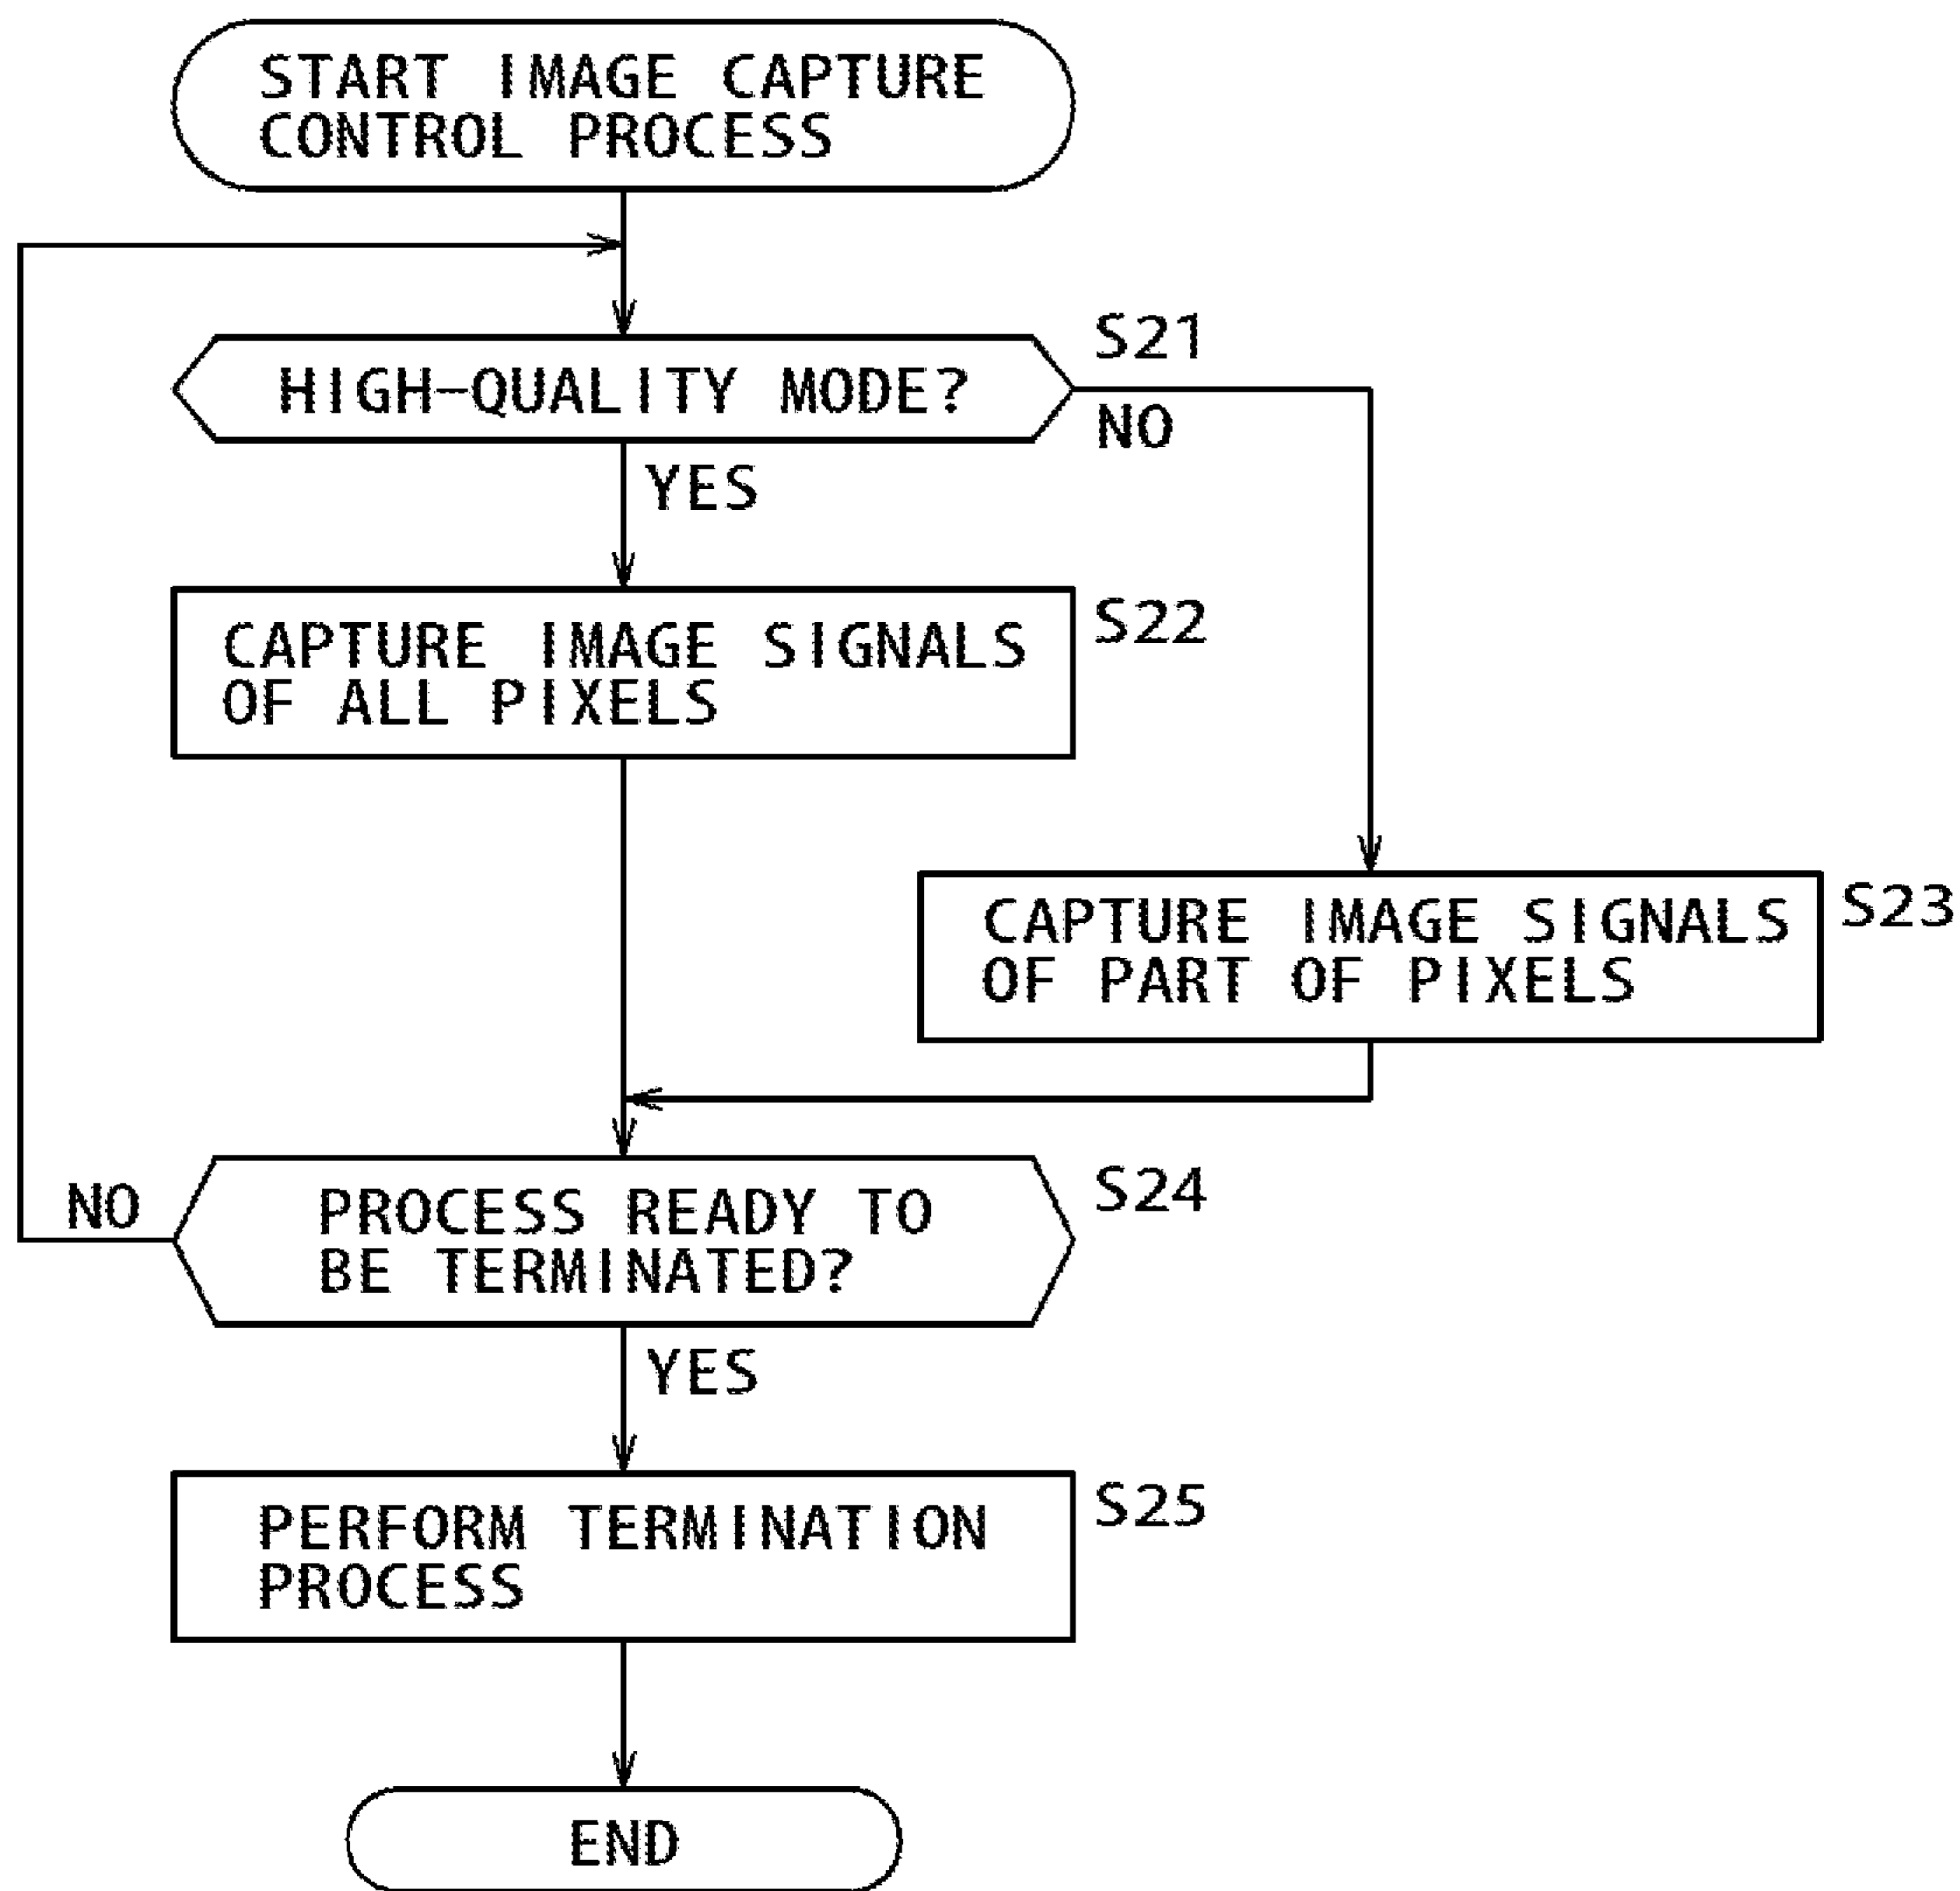 START IMAGE CAPTURE
CONTROL PROCESS
S21
HIGH-QUALITY MODE?
NO
YES
S22
CAPTURE IMAGE SIGNALS
OF ALL PIXELS
S23
CAPTURE IMAGE SIGNALS
OF PART OF PIXELS
S24
NO
PROCESS READY TO
BE TERMINATED?
YES
S25
PERFORM TERMINATION
PROCESS
END